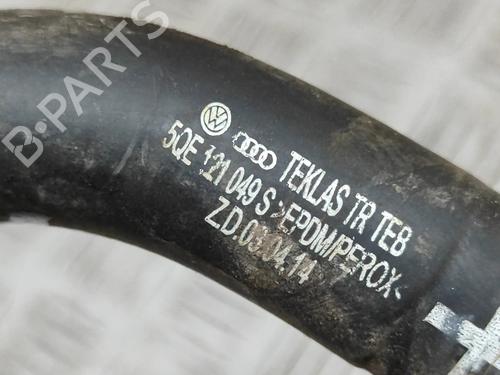 B-PARTS
TEKLAS TR TEB
5QE 121 049 S >EPDM/PEROX<
Z.D.03.04.14